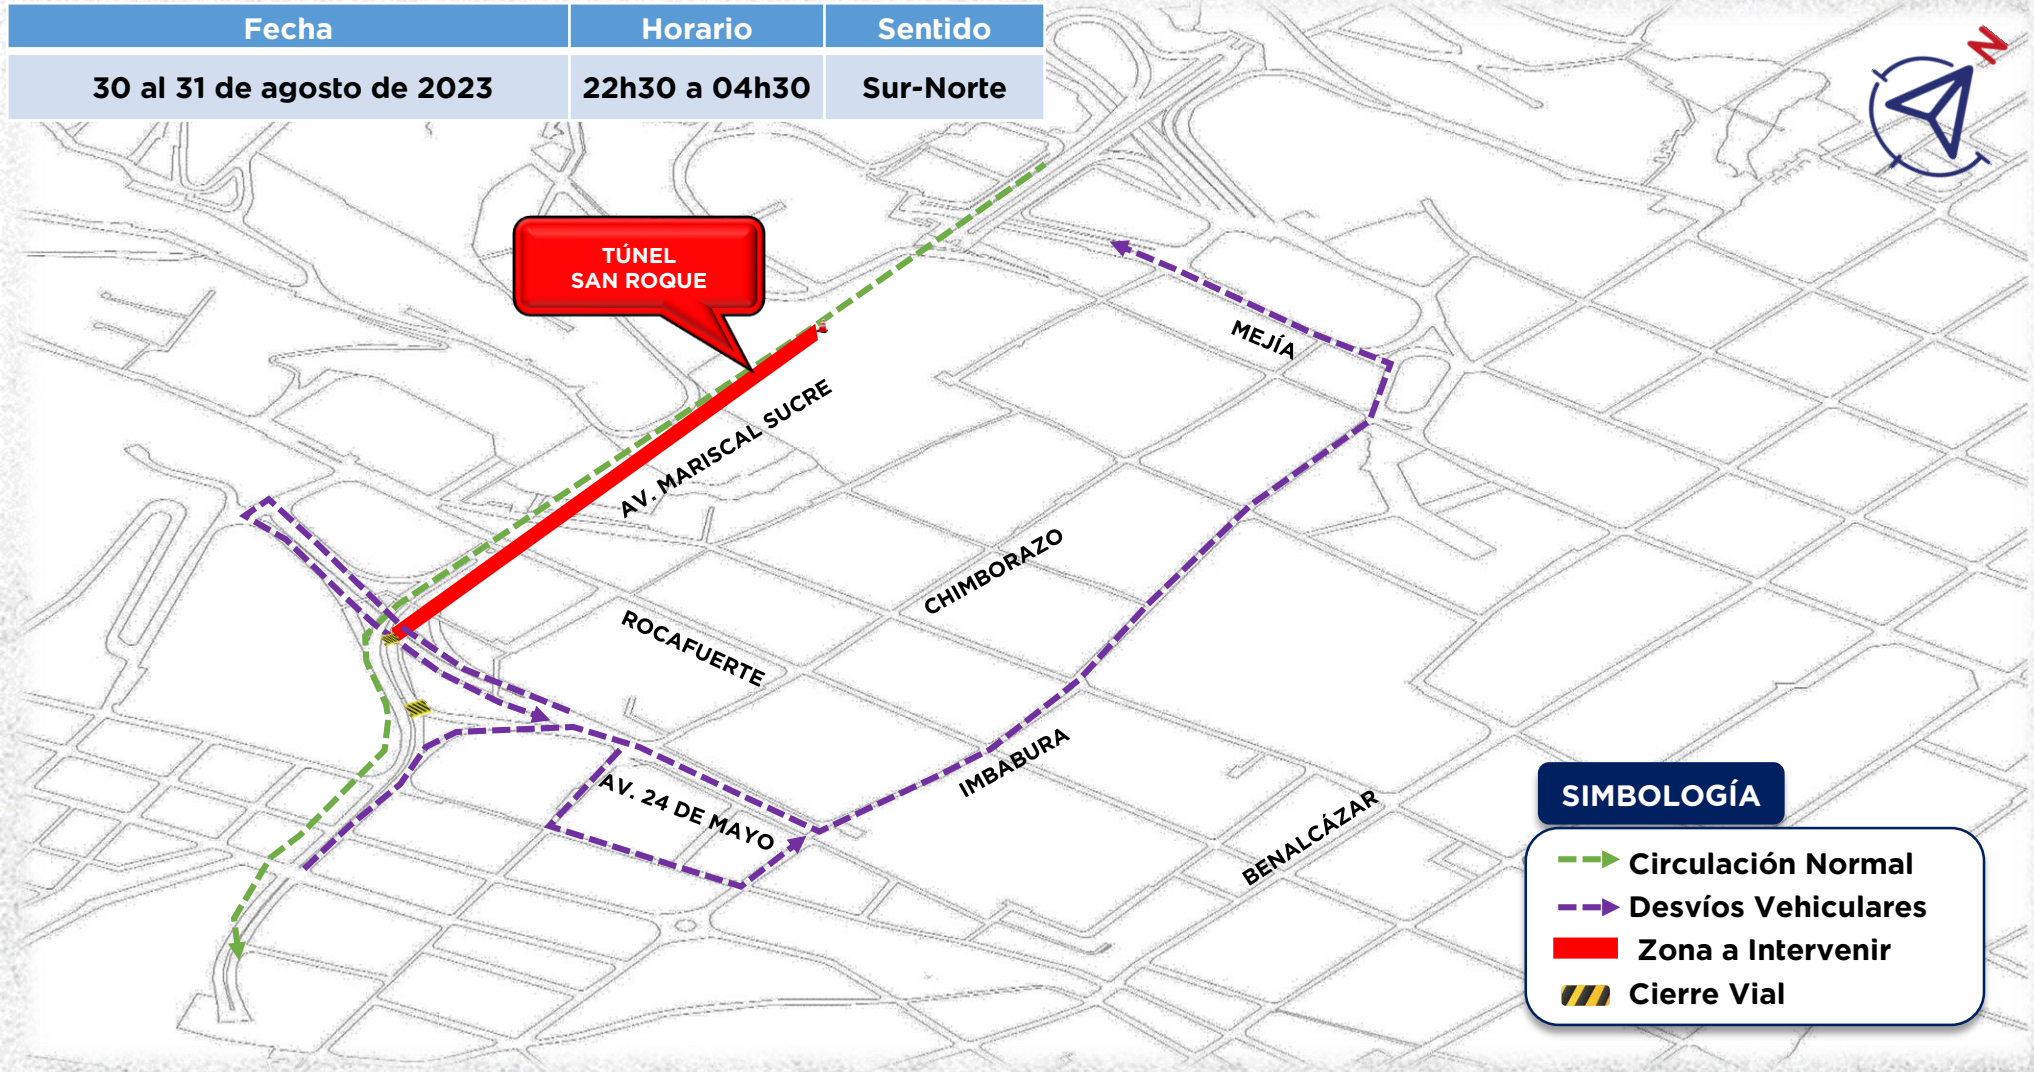 Fecha Horario Sentido
30 al 31 de agosto de 2023 22h30 a 04h30 Sur-Norte
N
TÚNEL
SAN ROQUE
MEJÍA
AV. MARISCAL SUCRE
CHIMBORAZO
ROCAFUERTE
IMBABURA
AV. 24 DE MAYO
BENALCÁZAR
SIMBOLOGÍA
Circulación Normal
Desvíos Vehiculares
Zona a Intervenir
Cierre Vial